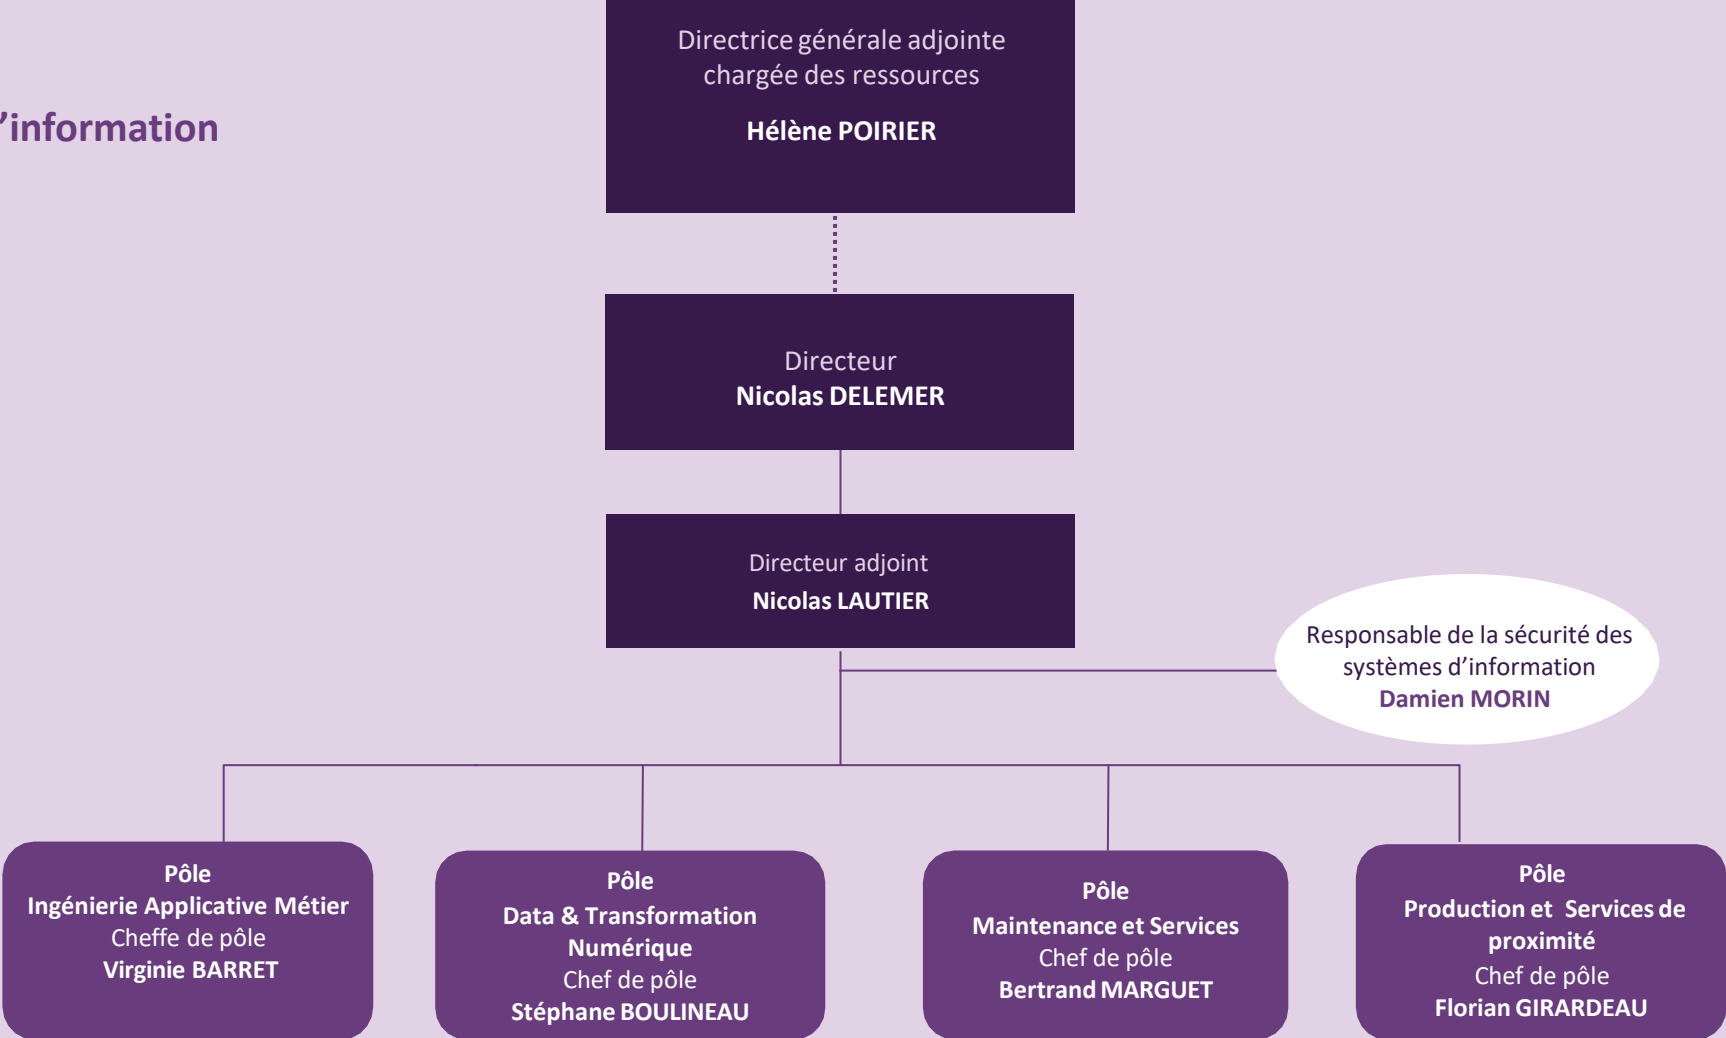 Directrice générale adjointe
chargée des ressources
Hélène POIRIER
’information
Directeur
Nicolas DELEMER
Directeur adjoint
Nicolas LAUTIER
Responsable de la sécurité des
systèmes d’information
Damien MORIN
Pôle
Ingénierie Applicative Métier
Cheffe de pôle
Virginie BARRET
Pôle
Data & Transformation
Numérique
Chef de pôle
Stéphane BOULINEAU
Pôle
Maintenance et Services
Chef de pôle
Bertrand MARGUET
Pôle
Production et Services de
proximité
Chef de pôle
Florian GIRARDEAU